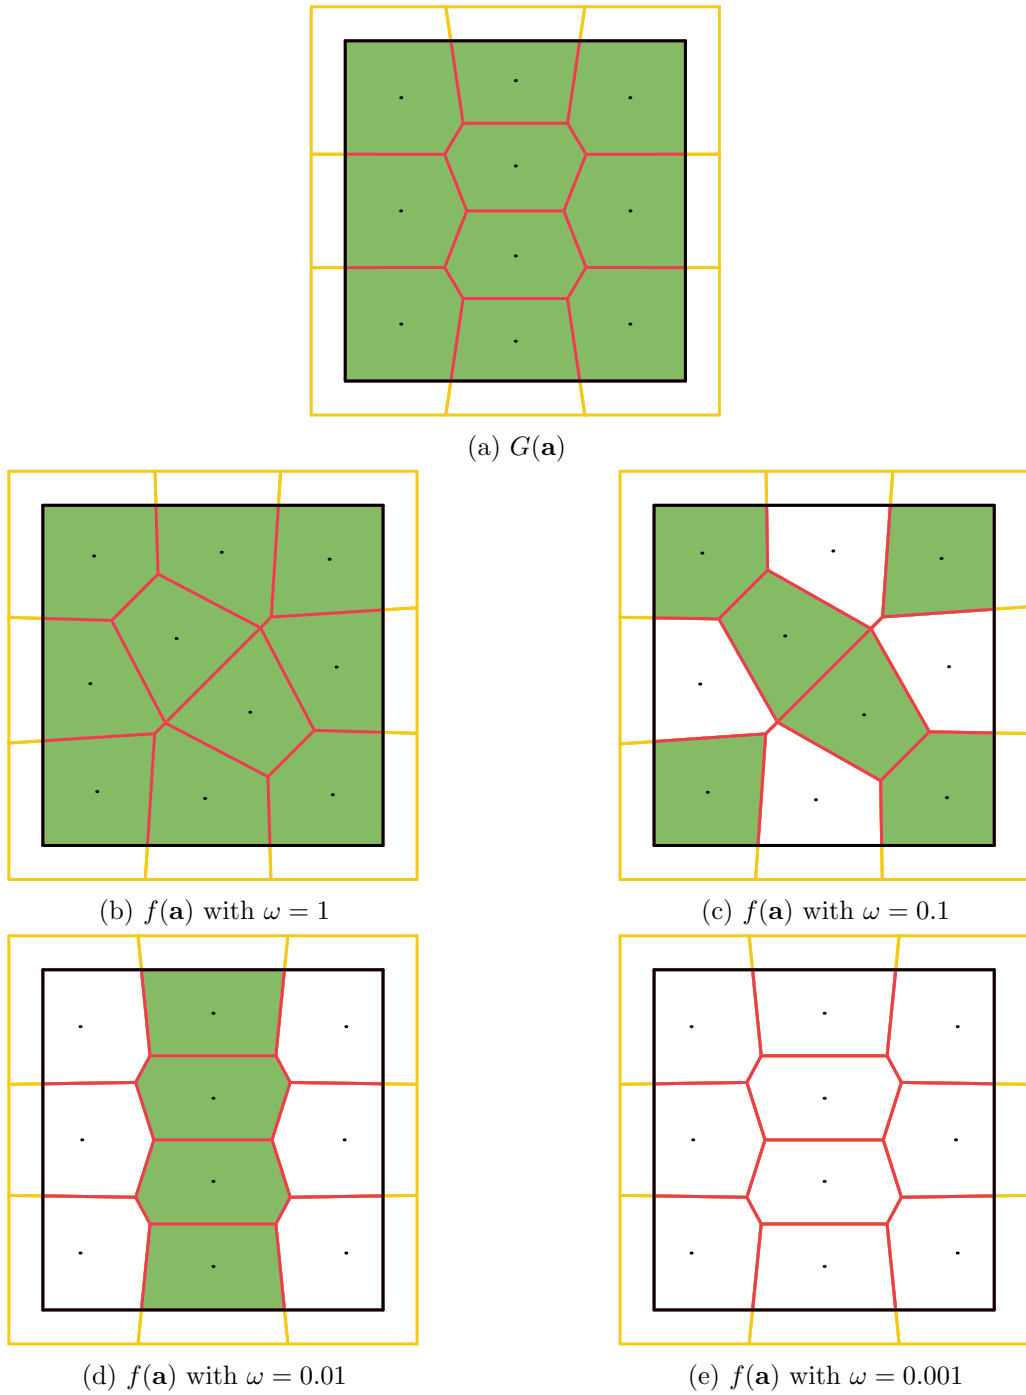 (a) G(a)
(b) f(a) with ω = 1
(c) f(a) with ω = 0.1
(d) f(a) with ω = 0.01
(e) f(a) with ω = 0.001